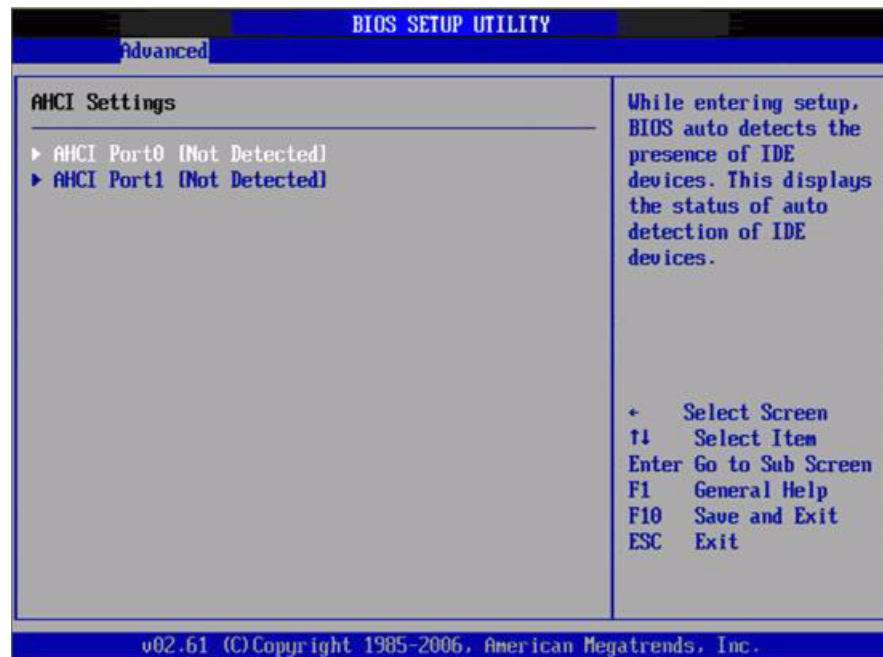 BIOS SETUP UTILITY
Advanced
AHCI Settings
▶ AHCI Port0 [Not Detected]
▶ AHCI Port1 [Not Detected]
While entering setup,
BIOS auto detects the
presence of IDE
devices. This displays
the status of auto
detection of IDE
devices.
← Select Screen
↑↓ Select Item
Enter Go to Sub Screen
F1 General Help
F10 Save and Exit
ESC Exit
v02.61 (C)Copyright 1985-2006, American Megatrends, Inc.